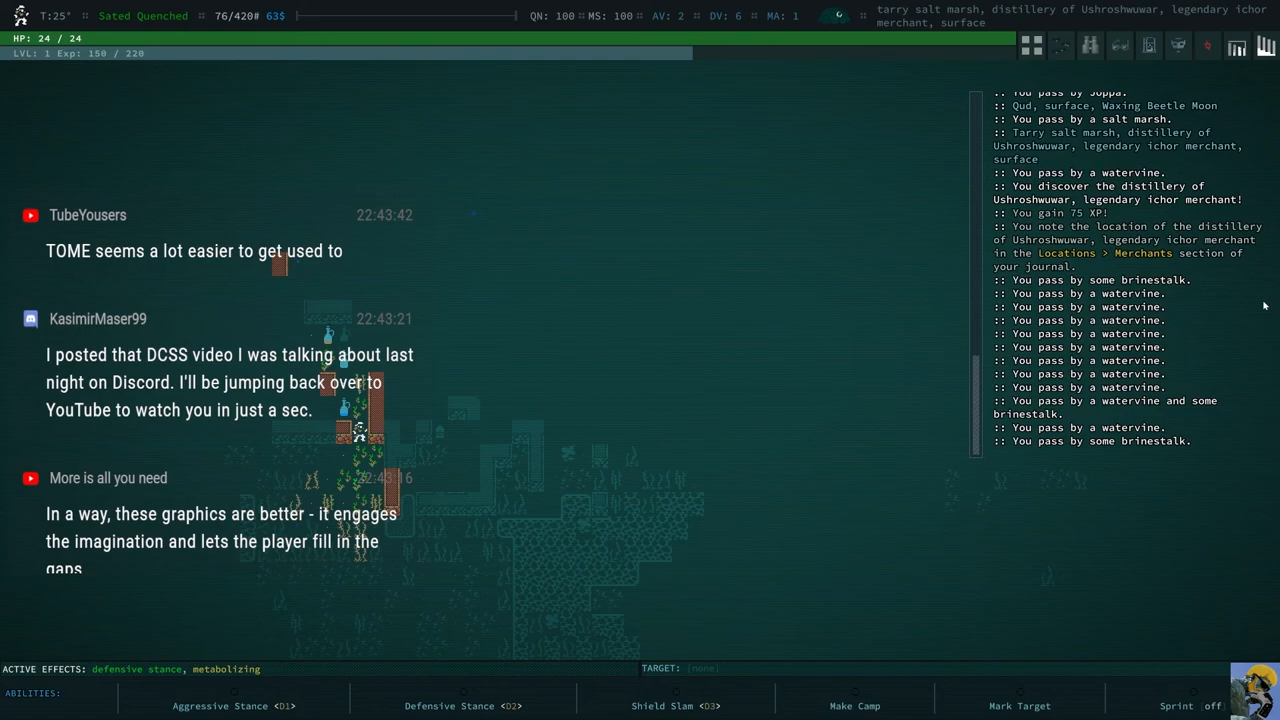 T:25° :: Sated Quenched :: 76/420# 63$ QN: 100 :: MS: 100 :: AV: 2 :: DV: 6 :: MA: 1 :: tarry salt marsh, distillery of Ushroshwuwar, legendary ichor
merchant, surface
HP: 24 / 24
LVL: 1 Exp: 150 / 220
:: You pass by Joppa.
:: Qud, surface, Waxing Beetle Moon
:: You pass by a salt marsh.
:: Tarry salt marsh, distillery of
Ushroshwuwar, legendary ichor merchant,
surface
:: You pass by a watervine.
:: You discover the distillery of
Ushroshwuwar, legendary ichor merchant!
:: You gain 75 XP!
:: You note the location of the distillery
of Ushroshwuwar, legendary ichor merchant
in the Locations > Merchants section of
your journal.
:: You pass by some brinestalk.
:: You pass by a watervine.
:: You pass by a watervine.
:: You pass by a watervine.
:: You pass by a watervine.
:: You pass by a watervine.
:: You pass by a watervine.
:: You pass by a watervine.
:: You pass by a watervine.
:: You pass by a watervine and some
brinestalk.
:: You pass by a watervine.
:: You pass by some brinestalk.
TubeYousers 22:43:42
TOME seems a lot easier to get used to
KasimirMaser99 22:43:21
I posted that DCSS video I was talking about last
night on Discord. I'll be jumping back over to
YouTube to watch you in just a sec.
More is all you need 22:43:16
In a way, these graphics are better - it engages
the imagination and lets the player fill in the
gaps
ACTIVE EFFECTS: defensive stance, metabolizing
TARGET: [none]
ABILITIES:
Aggressive Stance <D1>
Defensive Stance <D2>
Shield Slam <D3>
Make Camp
Mark Target
Sprint [off]